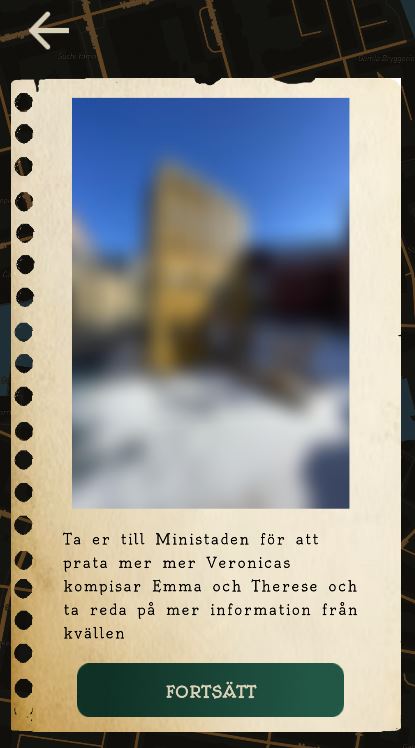 Ta er till Ministaden för att
prata mer mer Veronicas
kompisar Emma och Therese och
ta reda på mer information från
kvällen
FORTSÄTT